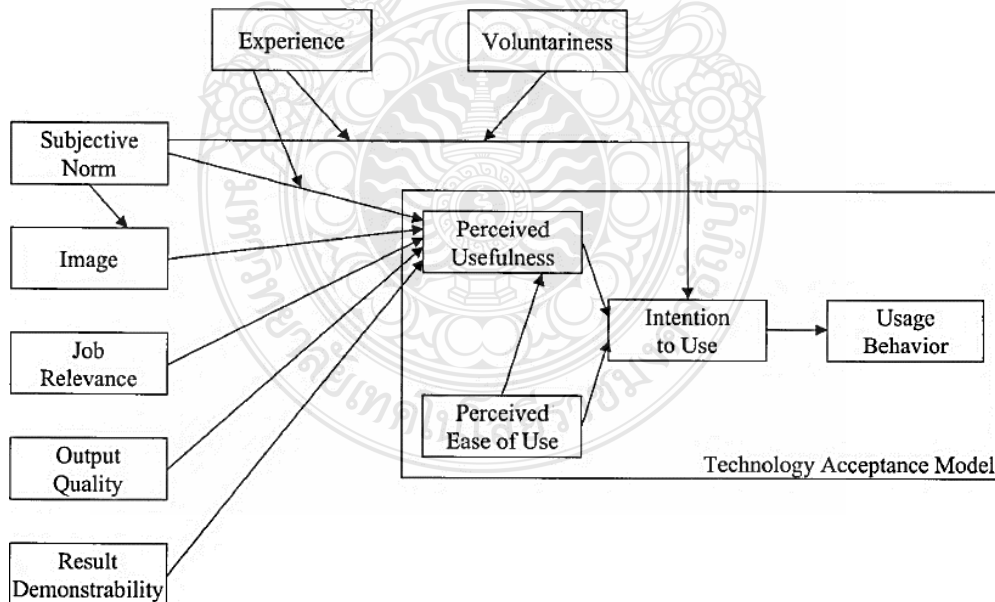 Experience
Voluntariness
Subjective
Norm
Image
Perceived
Usefulness
Job
Relevance
Intention
to Use
Usage
Behavior
Perceived
Ease of Use
Output
Quality
Technology Acceptance Model
Result
Demonstrability